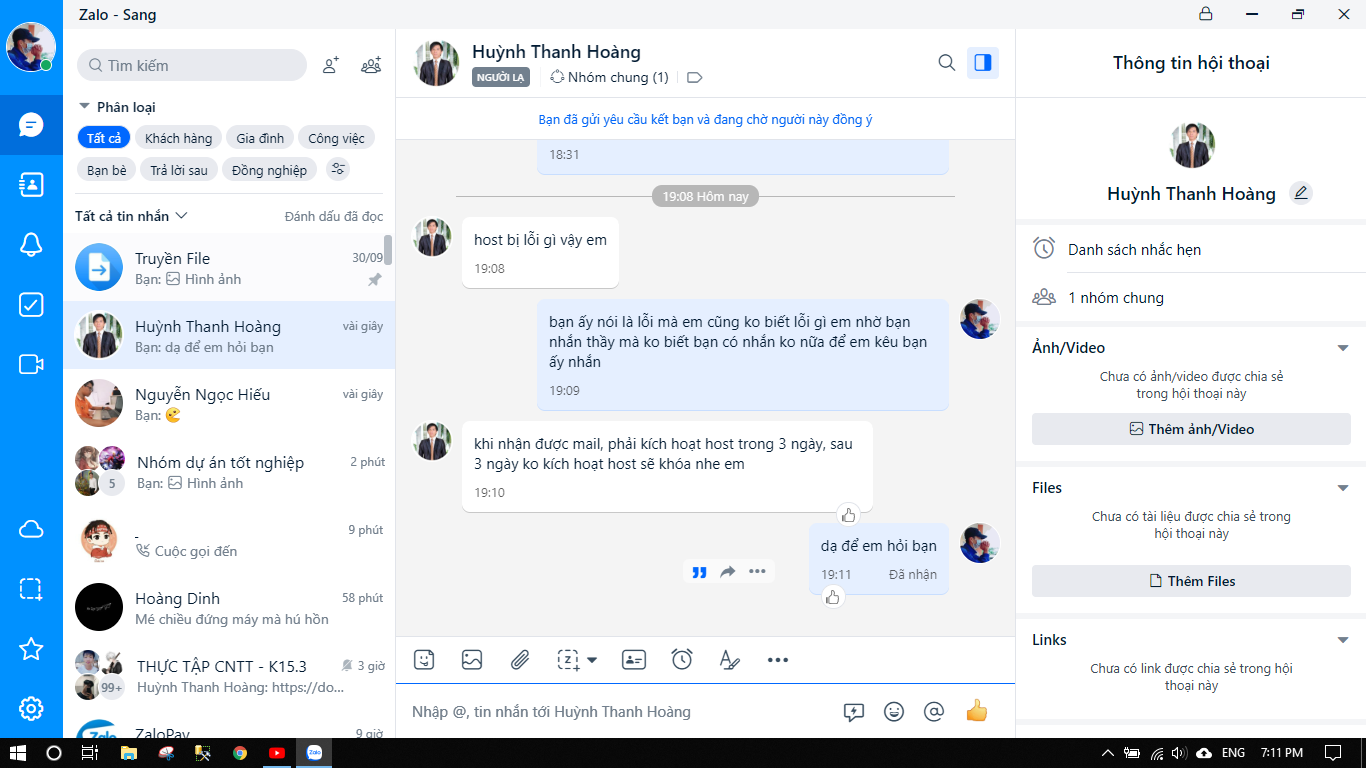 Zalo - Sang
Tìm kiếm
Phân loại
Tất cả
Khách hàng
Gia đình
Công việc
Bạn bè
Trả lời sau
Đồng nghiệp
Tất cả tin nhắn
Đánh dấu đã đọc
Truyền File
30/09
Bạn: Hình ảnh
Huỳnh Thanh Hoàng
vài giây
Bạn: dạ để em hỏi bạn
Nguyễn Ngọc Hiếu
vài giây
Bạn:
Nhóm dự án tốt nghiệp
2 phút
5
Bạn: Hình ảnh
-
9 phút
Cuộc gọi đến
Hoàng Dinh
58 phút
Mé chiều đứng máy mà hú hồn
THỰC TẬP CNTT - K15.3
3 giờ
99+
Huỳnh Thanh Hoàng: https://do...
Zalo
ZaloPay
9 giờ
Huỳnh Thanh Hoàng
NGƯỜI LẠ
Nhóm chung (1)
Bạn đã gửi yêu cầu kết bạn và đang chờ người này đồng ý
18:31
19:08 Hôm nay
host bị lỗi gì vậy em
19:08
bạn ấy nói là lỗi mà em cũng ko biết lỗi gì em nhờ bạn
nhắn thầy mà ko biết bạn có nhắn ko nữa để em kêu bạn
ấy nhắn
19:09
khi nhận được mail, phải kích hoạt host trong 3 ngày, sau
3 ngày ko kích hoạt host sẽ khóa nhe em
19:10
dạ để em hỏi bạn
19:11
Đã nhận
Nhập @, tin nhắn tới Huỳnh Thanh Hoàng
Thông tin hội thoại
Huỳnh Thanh Hoàng
Danh sách nhắc hẹn
1 nhóm chung
Ảnh/Video
Chưa có ảnh/video được chia sẻ
trong hội thoại này
Thêm ảnh/Video
Files
Chưa có tài liệu được chia sẻ trong
hội thoại này
Thêm Files
Links
Chưa có link được chia sẻ trong hội
thoại này
Zalo
ENG
7:11 PM